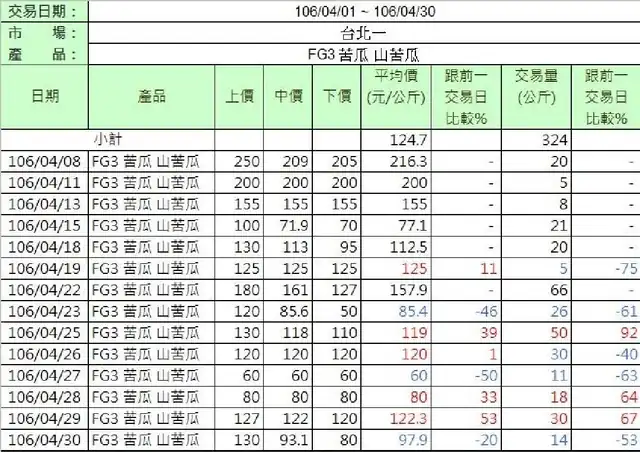 交易日期： 106/04/01 ~ 106/04/30
市 場： 台北一
產 品： FG3 苦瓜 山苦瓜
日期 產品 上價 中價 下價 平均價 (元/公斤) 跟前一交易日比較% 交易量 (公斤) 跟前一交易日比較%
小計 124.7 324
106/04/08 FG3 苦瓜 山苦瓜 250 209 205 216.3 - 20 -
106/04/11 FG3 苦瓜 山苦瓜 200 200 200 200 - 5 -
106/04/13 FG3 苦瓜 山苦瓜 155 155 155 155 - 8 -
106/04/15 FG3 苦瓜 山苦瓜 100 71.9 70 77.1 - 21 -
106/04/18 FG3 苦瓜 山苦瓜 130 113 95 112.5 - 20 -
106/04/19 FG3 苦瓜 山苦瓜 125 125 125 125 11 5 -75
106/04/22 FG3 苦瓜 山苦瓜 180 161 127 157.9 - 66 -
106/04/23 FG3 苦瓜 山苦瓜 120 85.6 50 85.4 -46 26 -61
106/04/25 FG3 苦瓜 山苦瓜 130 118 110 119 39 50 92
106/04/26 FG3 苦瓜 山苦瓜 120 120 120 120 1 30 -40
106/04/27 FG3 苦瓜 山苦瓜 60 60 60 60 -50 11 -63
106/04/28 FG3 苦瓜 山苦瓜 80 80 80 80 33 18 64
106/04/29 FG3 苦瓜 山苦瓜 127 122 120 122.3 53 30 67
106/04/30 FG3 苦瓜 山苦瓜 130 93.1 80 97.9 -20 14 -53